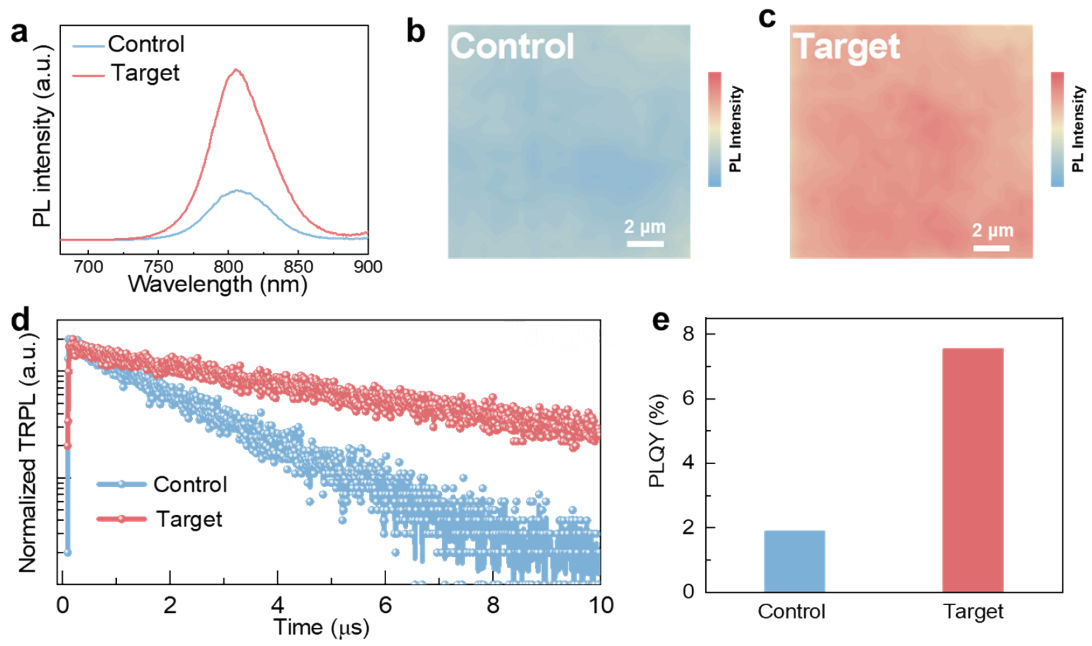 a
Control
Target
PL intensity (a.u.)
700 750 800 850 900
Wavelength (nm)
b
Control
2 μm
PL Intensity
c
Target
2 μm
PL Intensity
d
Normalized TRPL (a.u.)
Control
Target
0 2 4 6 8 10
Time (μs)
e
PLQY (%)
8
6
4
2
0
Control Target